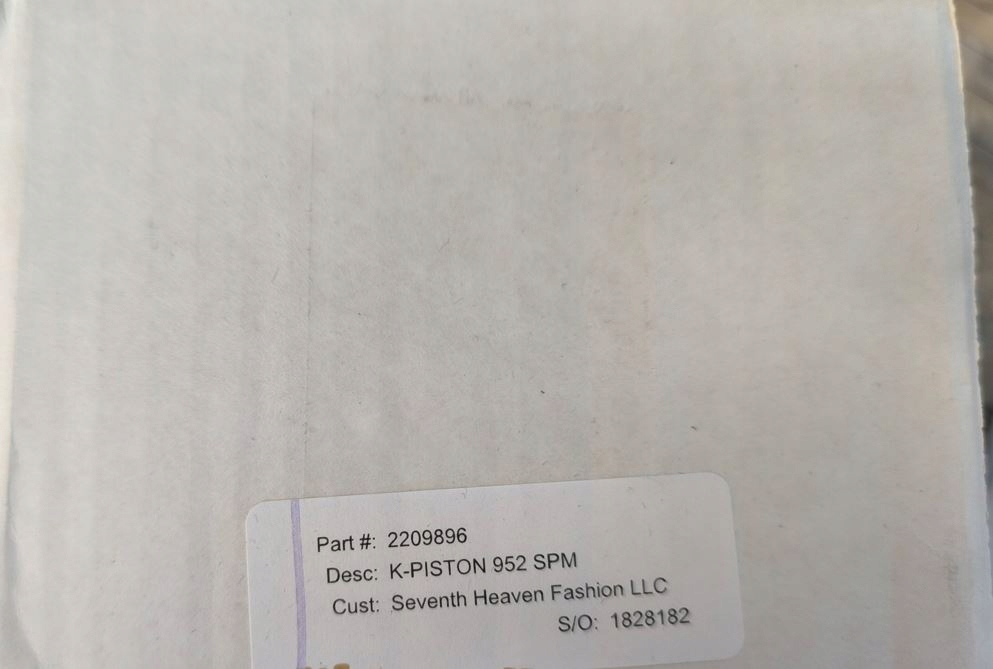 Part #: 2209896
Desc: K-PISTON 952 SPM
Cust: Seventh Heaven Fashion LLC
S/O: 1828182